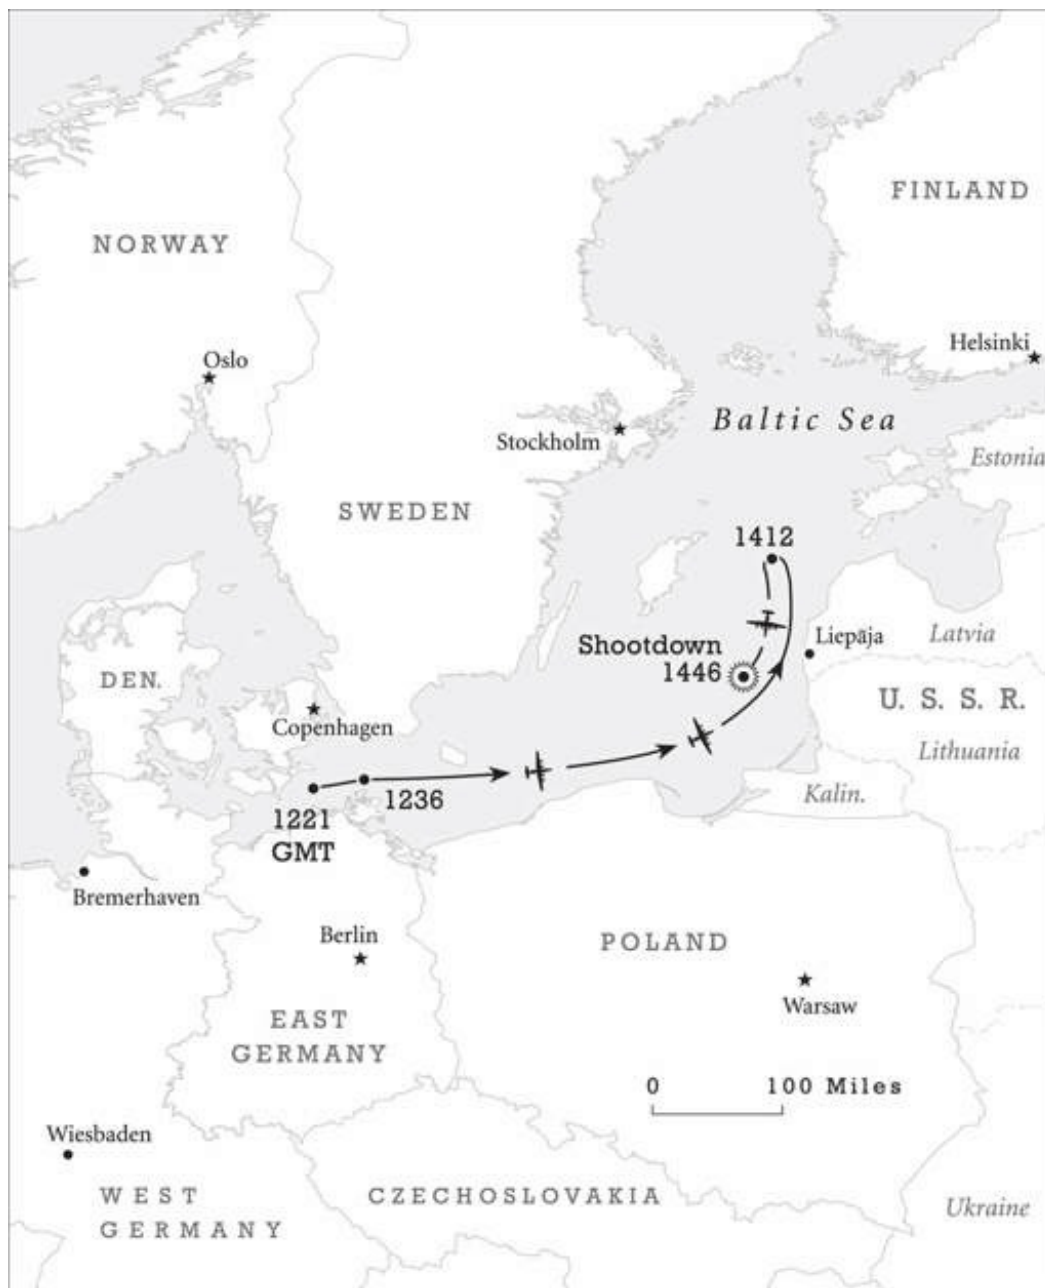 FINLAND
NORWAY
Helsinki
Oslo
Baltic Sea
Stockholm
Estonia
SWEDEN
1412
Liepāja
Latvia
Shootdown
1446
DEN.
U. S. S. R.
Copenhagen
Lithuania
Kalin.
1236
1221
GMT
Bremerhaven
Berlin
POLAND
Warsaw
EAST
GERMANY
0 100 Miles
Wiesbaden
WEST
GERMANY
CZECHOSLOVAKIA
Ukraine